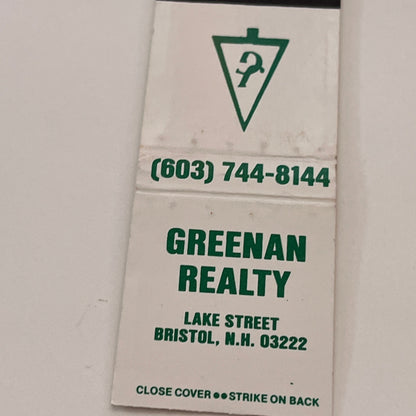 (603) 744-8144
GREENAN
REALTY
LAKE STREET
BRISTOL, N.H. 03222
CLOSE COVER●●STRIKE ON BACK